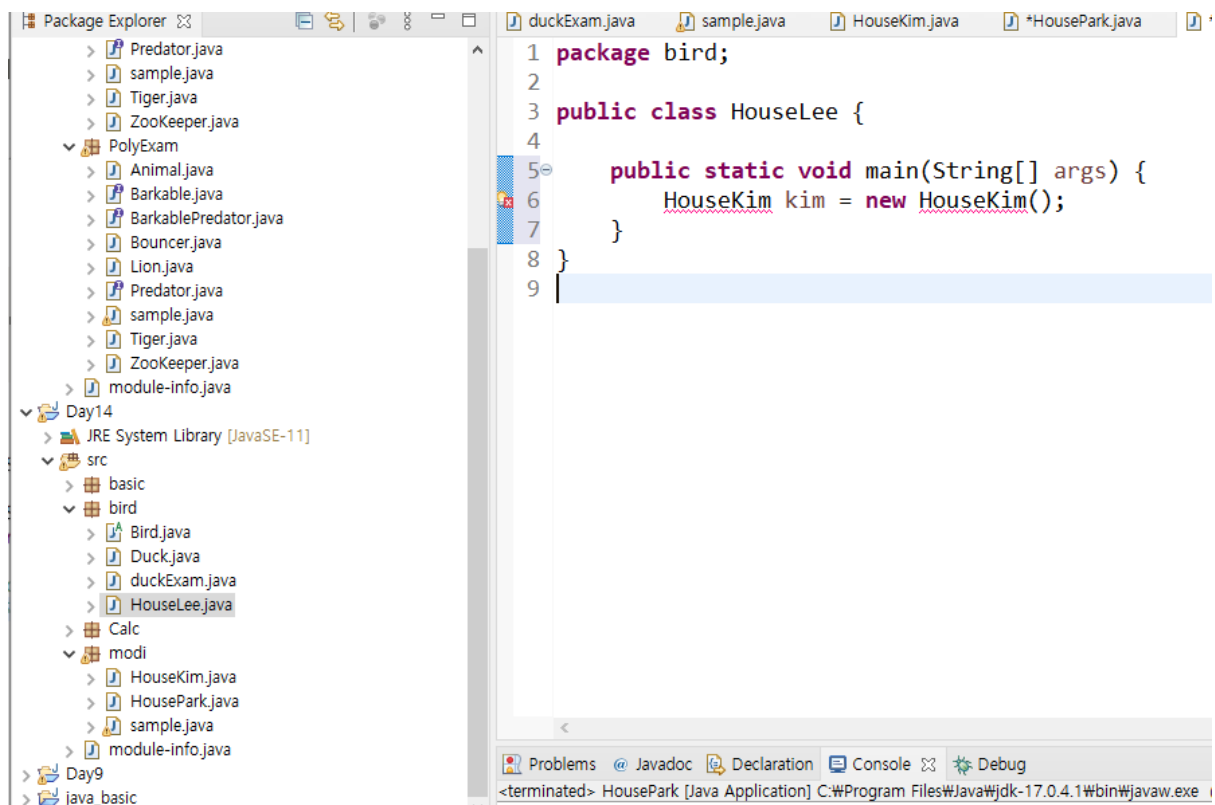 Package Explorer
Predator.java
sample.java
Tiger.java
ZooKeeper.java
PolyExam
Animal.java
Barkable.java
BarkablePredator.java
Bouncer.java
Lion.java
Predator.java
sample.java
Tiger.java
ZooKeeper.java
module-info.java
Day14
JRE System Library [JavaSE-11]
src
basic
bird
Bird.java
Duck.java
duckExam.java
HouseLee.java
Calc
modi
HouseKim.java
HousePark.java
sample.java
module-info.java
Day9
java_basic
duckExam.java sample.java HouseKim.java *HousePark.java
1 package bird;
2
3 public class HouseLee {
4
5 public static void main(String[] args) {
6 HouseKim kim = new HouseKim();
7 }
8 }
9
Problems @ Javadoc Declaration Console Debug
<terminated> HousePark [Java Application] C:₩Program Files₩Java₩jdk-17.0.4.1₩bin₩javaw.exe